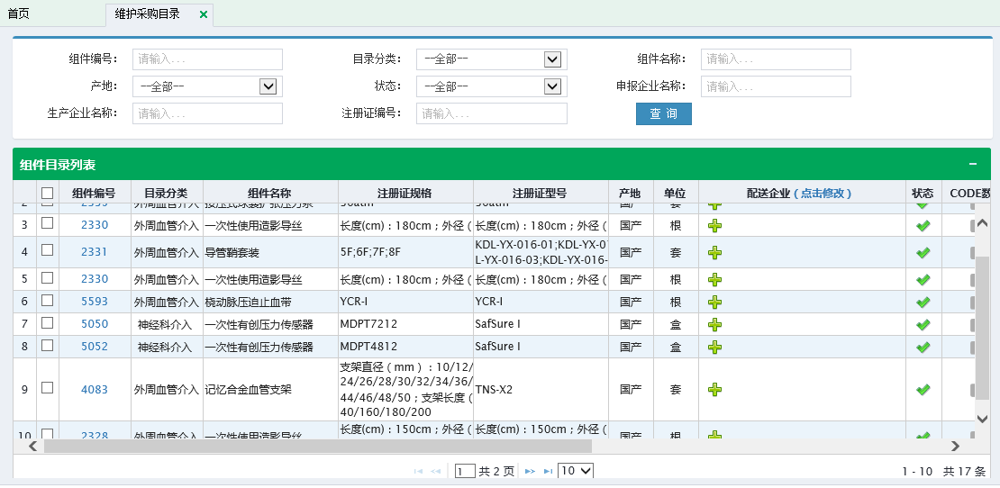 首页 维护采购目录 ×
组件编号： 请输入... 目录分类： --全部-- 组件名称： 请输入...
产地： --全部-- 状态： --全部-- 申报企业名称： 请输入...
生产企业名称： 请输入... 注册证编号： 请输入... 查 询
组件目录列表
组件编号 目录分类 组件名称 注册证规格 注册证型号 产地 单位 配送企业（点击修改） 状态 CODE数
3 2330 外周血管介入 一次性使用造影导丝 长度(cm)：180cm；外径（ 长度(cm)：180cm；外径（ 国产 根
4 2331 外周血管介入 导管鞘套装 5F;6F;7F;8F KDL-YX-016-01;KDL-YX-0
L-YX-016-03;KDL-YX-016- 国产 套
5 2330 外周血管介入 一次性使用造影导丝 长度(cm)：180cm；外径（ 长度(cm)：180cm；外径（ 国产 根
6 5593 外周血管介入 桡动脉压迫止血带 YCR-I YCR-I 国产 根
7 5050 神经科介入 一次性有创压力传感器 MDPT7212 SafSure I 国产 盒
8 5052 神经科介入 一次性有创压力传感器 MDPT4812 SafSure I 国产 盒
9 4083 外周血管介入 记忆合金血管支架 支架直径（mm）：10/12/
24/26/28/30/32/34/36/
44/46/48/50；支架长度（
40/160/180/200 TNS-X2 国产 套
10 2328 外周血管介入 一次性使用造影导丝 长度(cm)：150cm；外径（ 长度(cm)：150cm；外径（ 国产 根
1 共 2 页 10 1 - 10 共 17 条